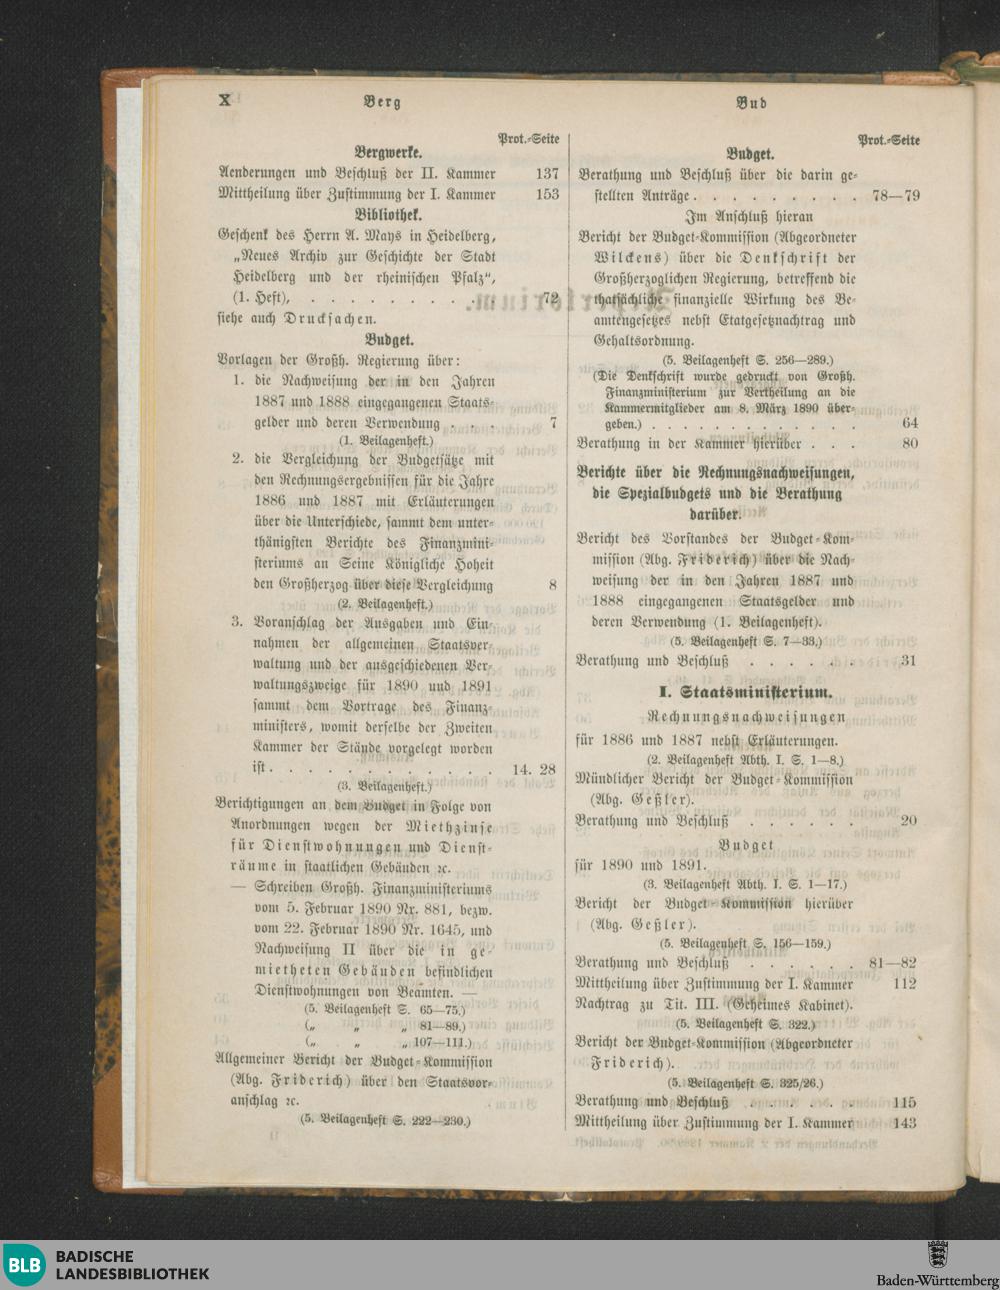 X
Berg
Bud
Prot.-Seite
Bergwerke.
Aenderungen und Beschluß der II. Kammer 137
Mittheilung über Zustimmung der I. Kammer 153
Bibliothek.
Geschenk des Herrn A. Mays in Heidelberg,
„Neues Archiv zur Geschichte der Stadt
Heidelberg und der rheinischen Pfalz“,
(1. Heft), . . . . . . . . . . 72
siehe auch Drucksachen.
Budget.
Vorlagen der Großh. Regierung über:
1. die Nachweisung der in den Jahren
1887 und 1888 eingegangenen Staats-
gelder und deren Verwendung . . . 7
(1. Beilagenheft.)
2. die Vergleichung der Budgetsätze mit
den Rechnungsergebnissen für die Jahre
1886 und 1887 mit Erläuterungen
über die Unterschiede, sammt dem unter-
thänigsten Berichte des Finanzmini-
steriums an Seine Königliche Hoheit
den Großherzog über diese Vergleichung 8
(2. Beilagenheft.)
3. Voranschlag der Ausgaben und Ein-
nahmen der allgemeinen Staatsver-
waltung und der ausgeschiedenen Ver-
waltungszweige für 1890 und 1891
sammt dem Vortrage des Finanz-
ministers, womit derselbe der Zweiten
Kammer der Stände vorgelegt worden
ist . . . . . . . . . . . 14. 28
(3. Beilagenheft.)
Berichtigungen an dem Budget in Folge von
Anordnungen wegen der Miethzinse
für Dienstwohnungen und Dienst-
räume in staatlichen Gebäuden ꝛc.
— Schreiben Großh. Finanzministeriums
vom 5. Februar 1890 Nr. 881, bezw.
vom 22. Februar 1890 Nr. 1645, und
Nachweisung II über die in ge-
mietheten Gebäuden befindlichen
Dienstwohnungen von Beamten. —
(5. Beilagenheft S. 65—75.)
(„ „ „ 81—89.)
(„ „ „ 107—111.)
Allgemeiner Bericht der Budget-Kommission
(Abg. Friderich) über den Staatsvor-
anschlag ꝛc.
(5. Beilagenheft S. 222—230.)
Prot.-Seite
Budget.
Berathung und Beschluß über die darin ge-
stellten Anträge . . . . . . . . . 78—79
Im Anschluß hieran
Bericht der Budget-Kommission (Abgeordneter
Wilckens) über die Denkschrift der
Großherzoglichen Regierung, betreffend die
thatsächliche finanzielle Wirkung des Be-
amtengesetzes nebst Etatgesetznachtrag und
Gehaltsordnung.
(5. Beilagenheft S. 256—289.)
(Die Denkschrift wurde gedruckt von Großh.
Finanzministerium zur Vertheilung an die
Kammermitglieder am 8. März 1890 über-
geben.) . . . . . . . . . . . . . 64
Berathung in der Kammer hierüber . . . 80
Berichte über die Rechnungsnachweisungen,
die Spezialbudgets und die Berathung
darüber.
Bericht des Vorstandes der Budget-Kom-
mission (Abg. Friderich) über die Nach-
weisung der in den Jahren 1887 und
1888 eingegangenen Staatsgelder und
deren Verwendung (1. Beilagenheft).
(5. Beilagenheft S. 7—33.)
Berathung und Beschluß . . . . . . 31
I. Staatsministerium.
Rechnungsnachweisungen
für 1886 und 1887 nebst Erläuterungen.
(2. Beilagenheft Abth. I. S. 1—8.)
Mündlicher Bericht der Budget-Kommission
(Abg. Geßler).
Berathung und Beschluß . . . . . . 20
Budget
für 1890 und 1891.
(3. Beilagenheft Abth. I. S. 1—17.)
Bericht der Budget-Kommission hierüber
(Abg. Geßler).
(5. Beilagenheft S. 156—159.)
Berathung und Beschluß . . . . . . 81—82
Mittheilung über Zustimmung der I. Kammer 112
Nachtrag zu Tit. III. (Geheimes Kabinet).
(5. Beilagenheft S. 322.)
Bericht der Budget-Kommission (Abgeordneter
Friderich).
(5. Beilagenheft S. 325/26.)
Berathung und Beschluß . . . . . . 115
Mittheilung über Zustimmung der I. Kammer 143
BLB
BADISCHE
LANDESBIBLIOTHEK
Baden-Württemberg